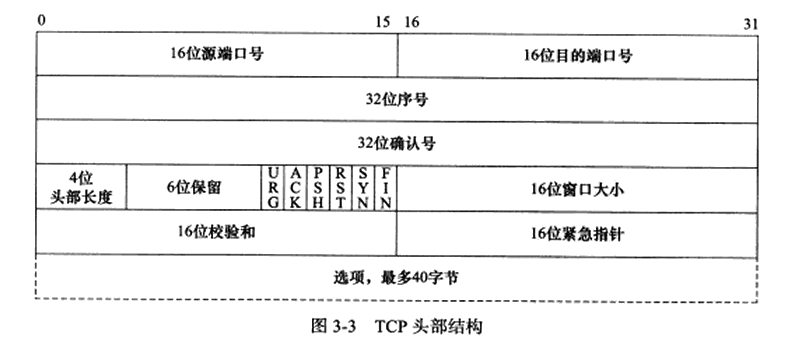 0 15 16 31
16位源端口号 16位目的端口号
32位序号
32位确认号
4位
头部长度 6位保留 URG ACK PSH RST SYN FIN 16位窗口大小
16位校验和 16位紧急指针
选项，最多40字节
图 3-3 TCP 头部结构